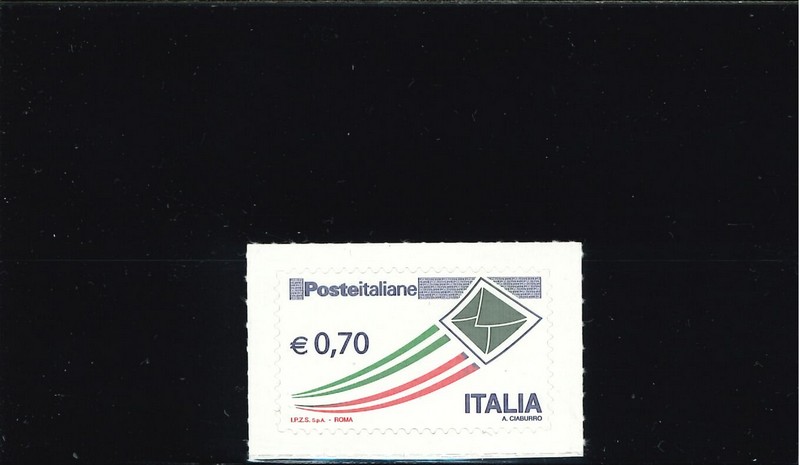 Posteitaliane
€ 0,70
ITALIA
I.P.Z.S. S.p.A. - ROMA
A. CIABURRO